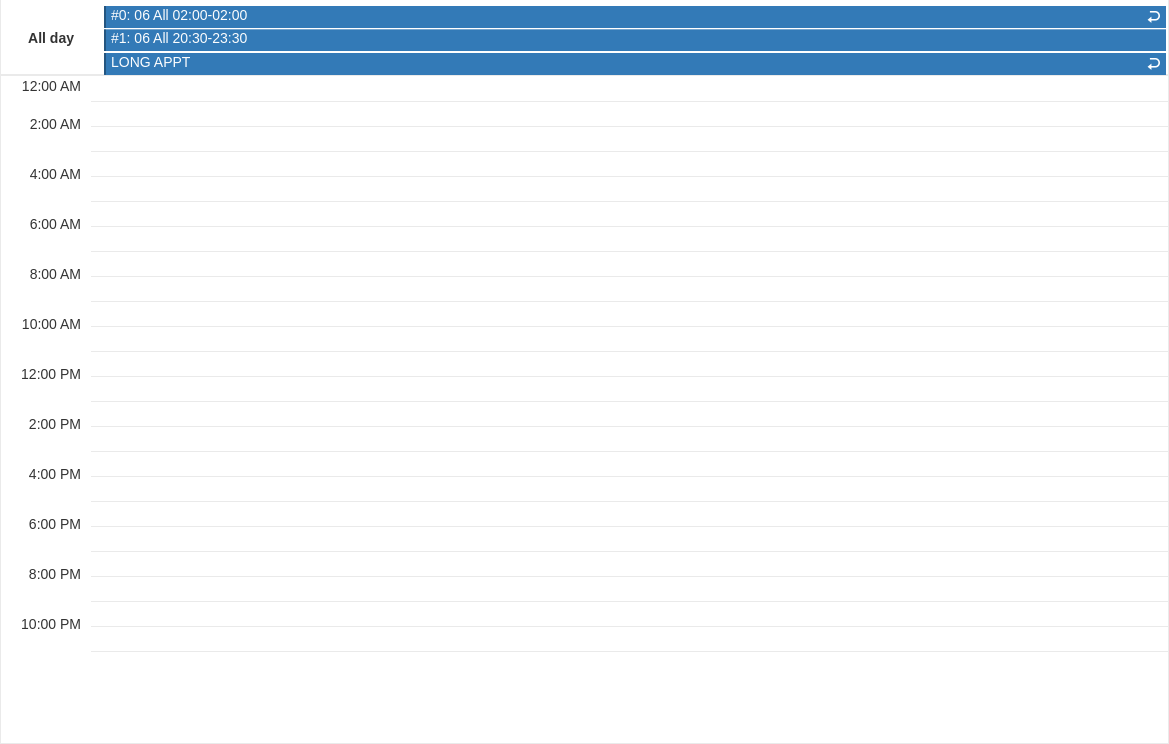 #0: 06 All 02:00-02:00
All day
#1: 06 All 20:30-23:30
LONG APPT
12:00 AM
2:00 AM
4:00 AM
6:00 AM
8:00 AM
10:00 AM
12:00 PM
2:00 PM
4:00 PM
6:00 PM
8:00 PM
10:00 PM